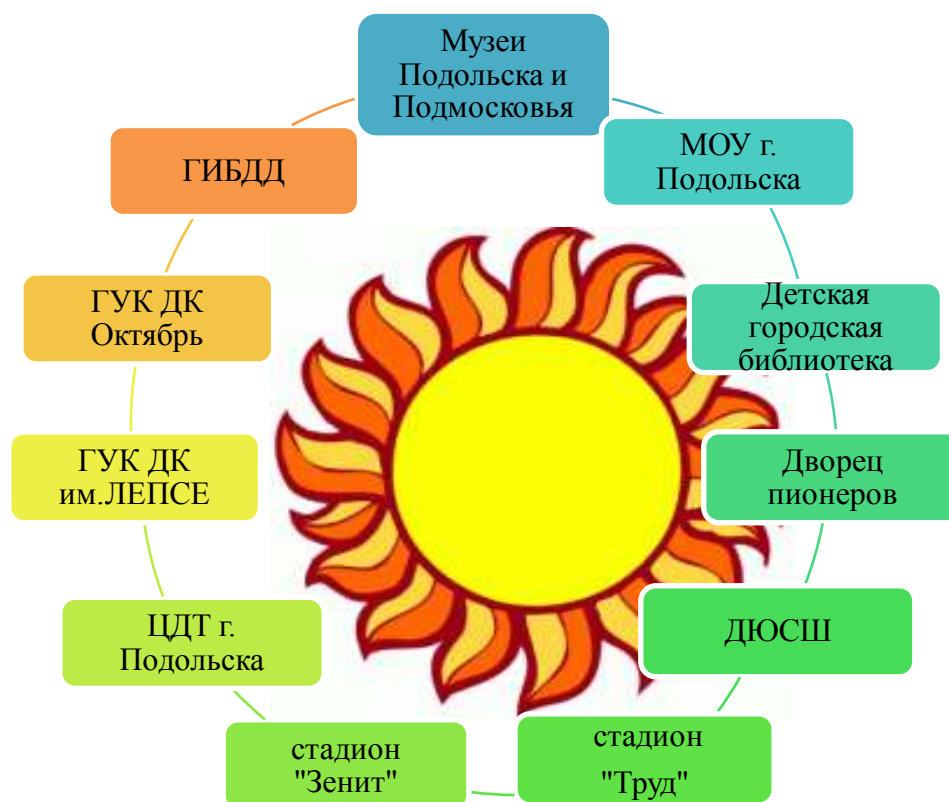 Музеи
Подольска и
Подмосковья
МОУ г.
Подольска
Детская
городская
библиотека
Дворец
пионеров
ДЮСШ
стадион
"Труд"
стадион
"Зенит"
ЦДТ г.
Подольска
ГУК ДК
им.ЛЕПСЕ
ГУК ДК
Октябрь
ГИБДД